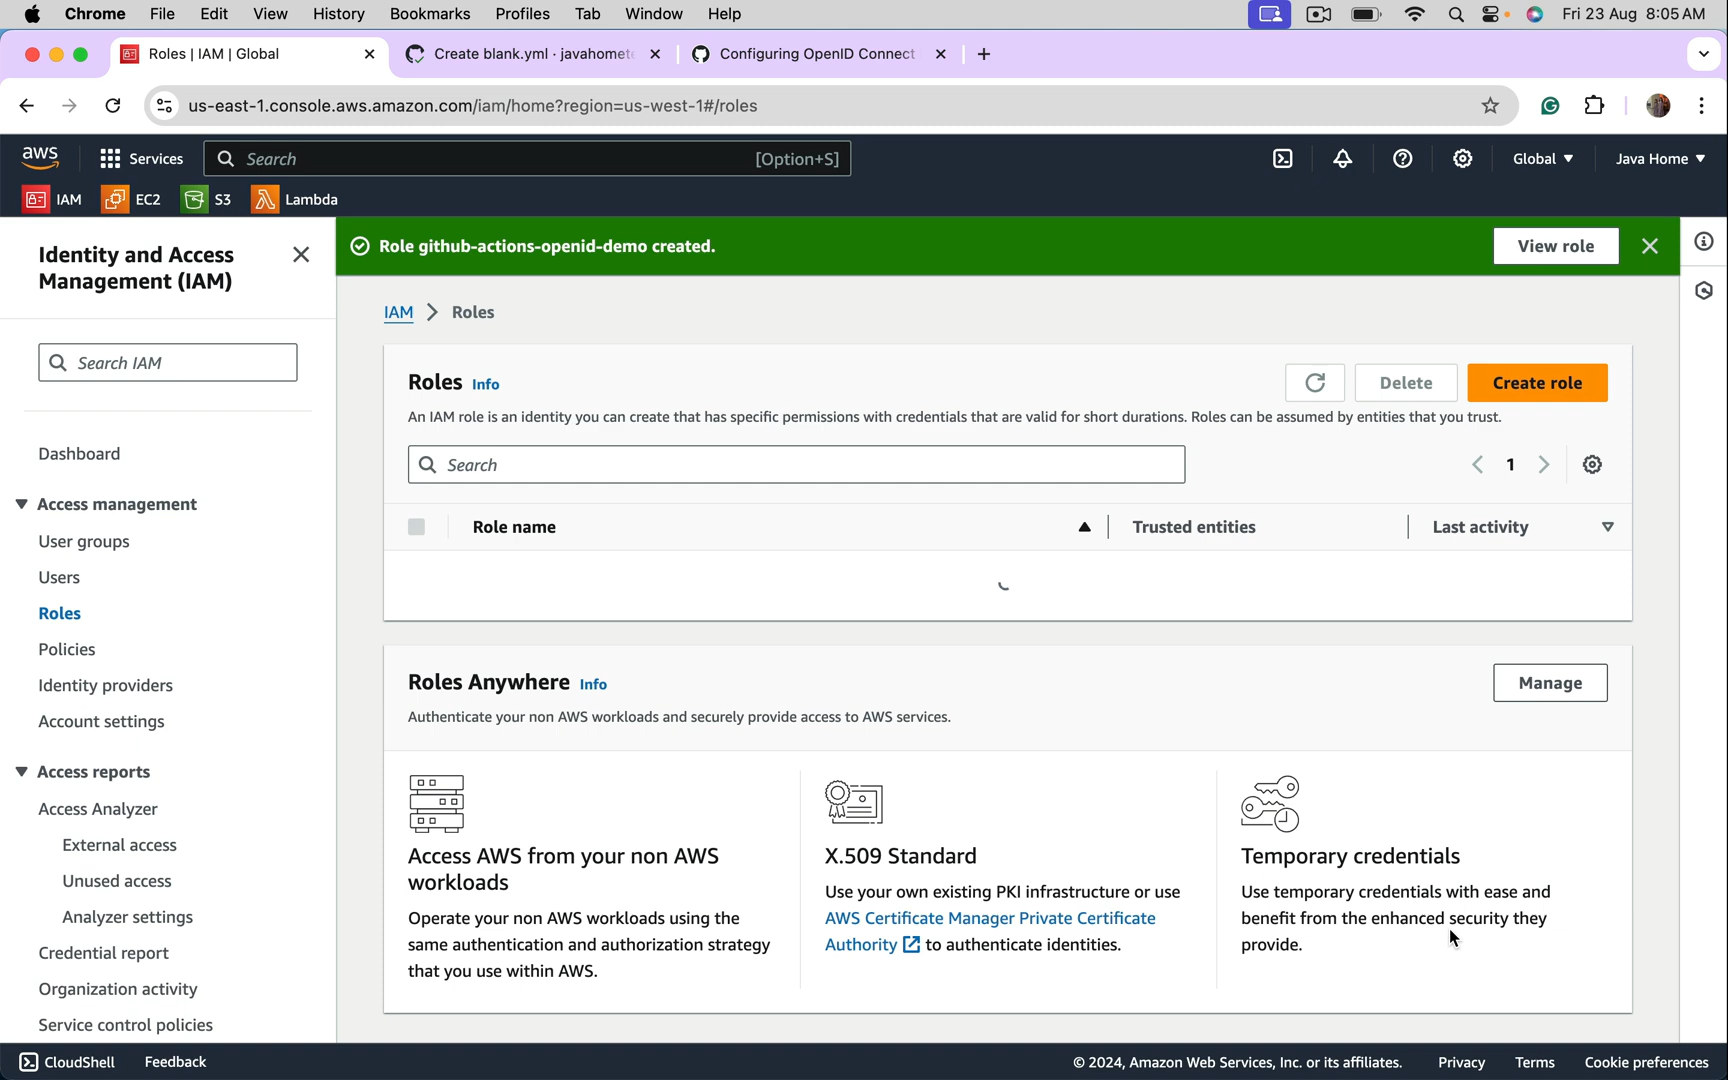 Chrome File Edit View History Bookmarks Profiles Tab Window Help Fri 23 Aug 8:05 AM
Roles | IAM | Global Create blank.yml · javahomete Configuring OpenID Connect
us-east-1.console.aws.amazon.com/iam/home?region=us-west-1#/roles
aws Services Search [Option+S] Global Java Home
IAM EC2 S3 Lambda
Identity and Access
Management (IAM)
Search IAM
Dashboard
Access management
User groups
Users
Roles
Policies
Identity providers
Account settings
Access reports
Access Analyzer
External access
Unused access
Analyzer settings
Credential report
Organization activity
Service control policies
Role github-actions-openid-demo created. View role
IAM Roles
Roles Info Delete Create role
An IAM role is an identity you can create that has specific permissions with credentials that are valid for short durations. Roles can be assumed by entities that you trust.
Search 1
Role name Trusted entities Last activity
Roles Anywhere Info Manage
Authenticate your non AWS workloads and securely provide access to AWS services.
Access AWS from your non AWS
workloads
Operate your non AWS workloads using the
same authentication and authorization strategy
that you use within AWS.
X.509 Standard
Use your own existing PKI infrastructure or use
AWS Certificate Manager Private Certificate
Authority to authenticate identities.
Temporary credentials
Use temporary credentials with ease and
benefit from the enhanced security they
provide.
CloudShell Feedback © 2024, Amazon Web Services, Inc. or its affiliates. Privacy Terms Cookie preferences